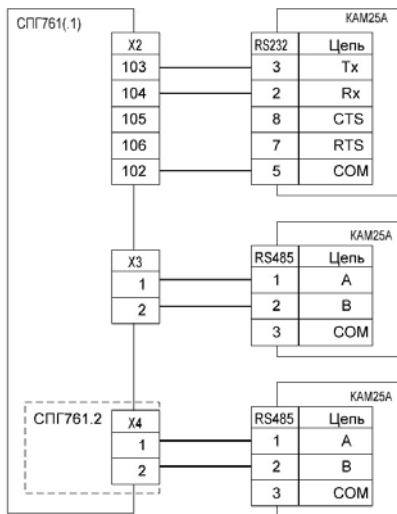 КАМ25А
СПГ761(.1)
X2 RS232 Цепь
103 3 Tx
104 2 Rx
105 8 CTS
106 7 RTS
102 5 COM
КАМ25А
X3 RS485 Цепь
1 1 A
2 2 B
3 COM
КАМ25А
СПГ761.2 X4 RS485 Цепь
1 1 A
2 2 B
3 COM